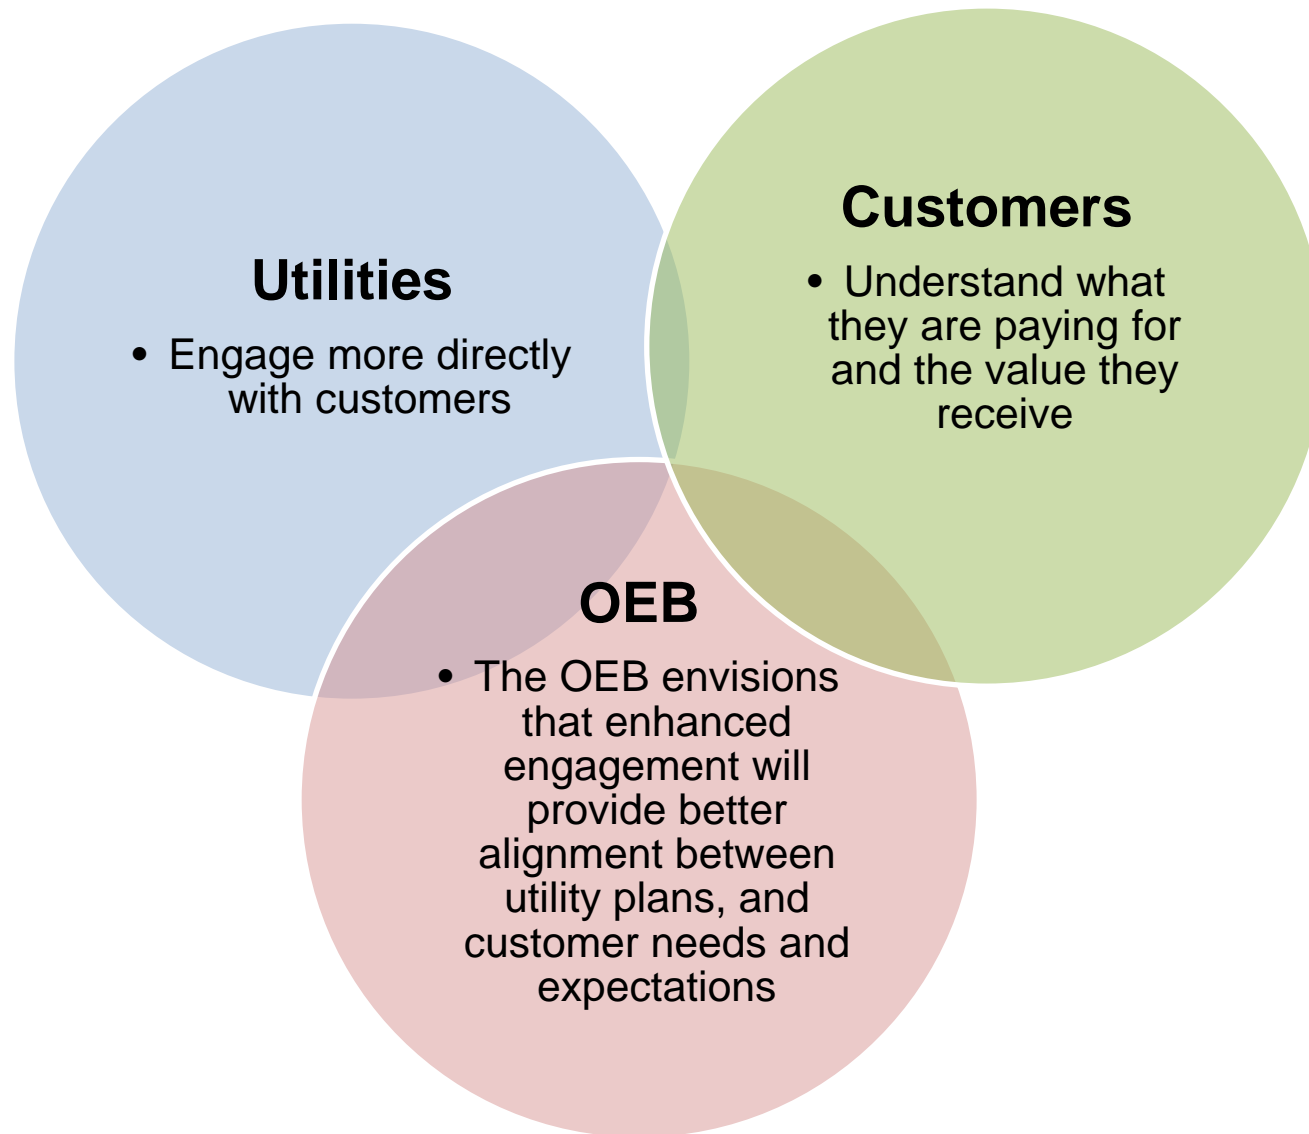 Utilities
• Engage more directly
with customers
Customers
• Understand what
they are paying for
and the value they
receive
OEB
• The OEB envisions
that enhanced
engagement will
provide better
alignment between
utility plans, and
customer needs and
expectations